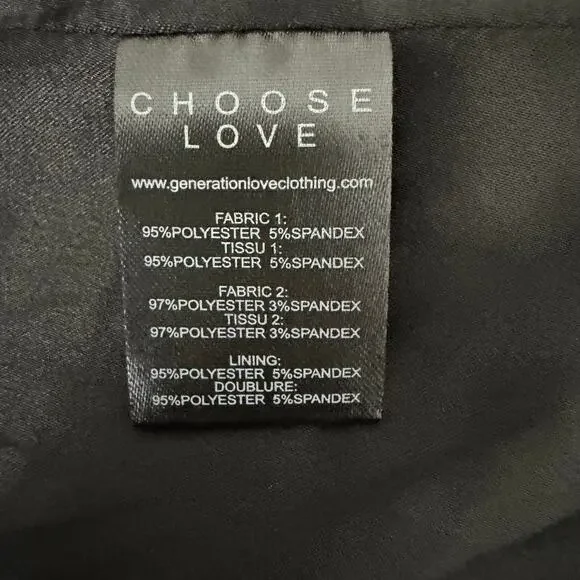 CHOOSE
LOVE
www.generationloveclothing.com
FABRIC 1:
95%POLYESTER 5%SPANDEX
TISSU 1:
95%POLYESTER 5%SPANDEX
FABRIC 2:
97%POLYESTER 3%SPANDEX
TISSU 2:
97%POLYESTER 3%SPANDEX
LINING:
95%POLYESTER 5%SPANDEX
DOUBLURE:
95%POLYESTER 5%SPANDEX